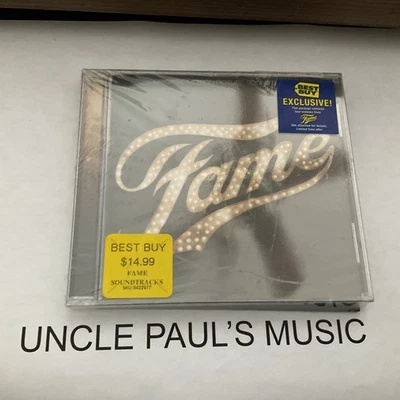 BEST
BUY
EXCLUSIVE!
Fame
BEST BUY
$14.99
FAME
SOUNDTRACKS
UNCLE PAUL'S MUSIC